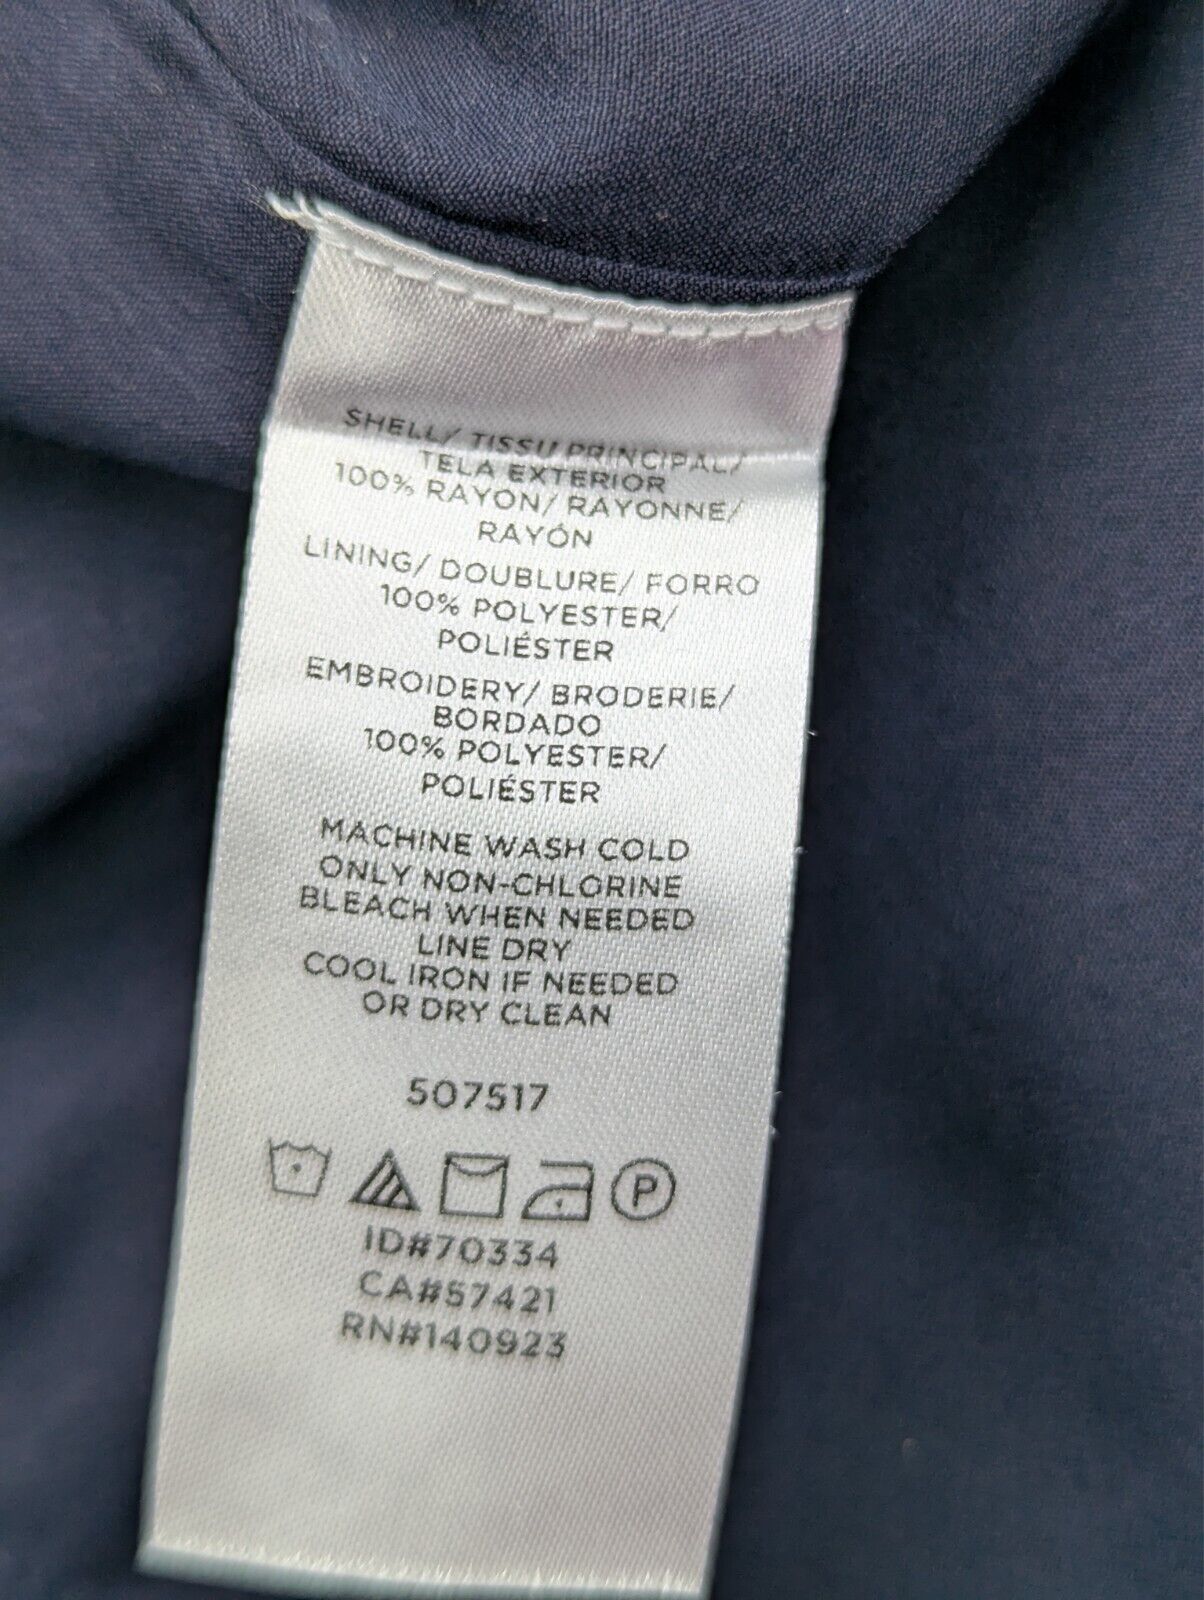 SHELL/ TISSU PRINCIPAL/
TELA EXTERIOR
100% RAYON/ RAYONNE/
RAYÓN
LINING/ DOUBLURE/ FORRO
100% POLYESTER/
POLIÉSTER
EMBROIDERY/ BRODERIE/
BORDADO
100% POLYESTER/
POLIÉSTER
MACHINE WASH COLD
ONLY NON-CHLORINE
BLEACH WHEN NEEDED
LINE DRY
COOL IRON IF NEEDED
OR DRY CLEAN
507517
P
ID#70334
CA#57421
RN#140923